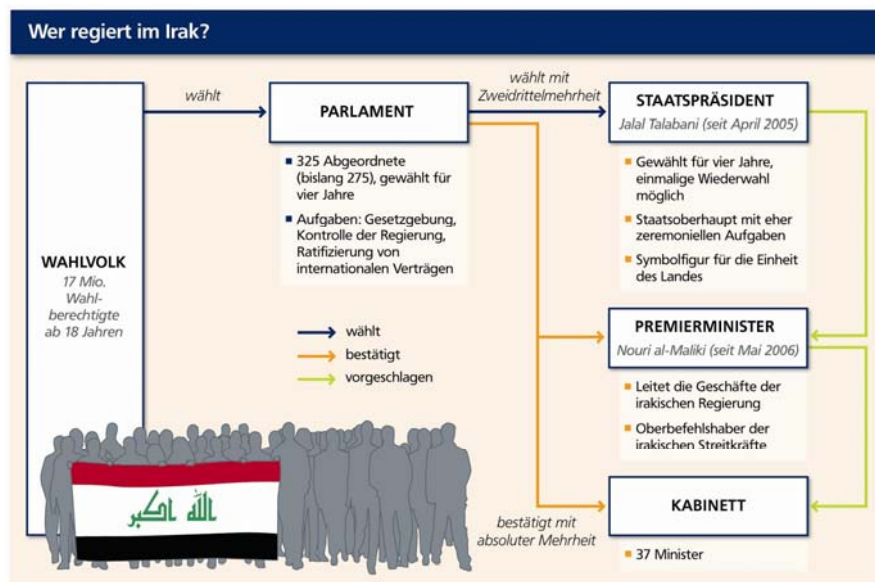 Wer regiert im Irak?
WAHLVOLK
17 Mio.
Wahl-
berechtigte
ab 18 Jahren
wählt
PARLAMENT
■ 325 Abgeordnete
(bislang 275), gewählt für
vier Jahre
■ Aufgaben: Gesetzgebung,
Kontrolle der Regierung,
Ratifizierung von
internationalen Verträgen
wählt
bestätigt
vorgeschlagen
wählt mit
Zweidrittelmehrheit
STAATSPRÄSIDENT
Jalal Talabani (seit April 2005)
■ Gewählt für vier Jahre,
einmalige Wiederwahl
möglich
■ Staatsoberhaupt mit eher
zeremoniellen Aufgaben
■ Symbolfigur für die Einheit
des Landes
PREMIERMINISTER
Nouri al-Maliki (seit Mai 2006)
■ Leitet die Geschäfte der
irakischen Regierung
■ Oberbefehlshaber der
irakischen Streitkräfte
bestätigt mit
absoluter Mehrheit
KABINETT
■ 37 Minister
الله اكبر